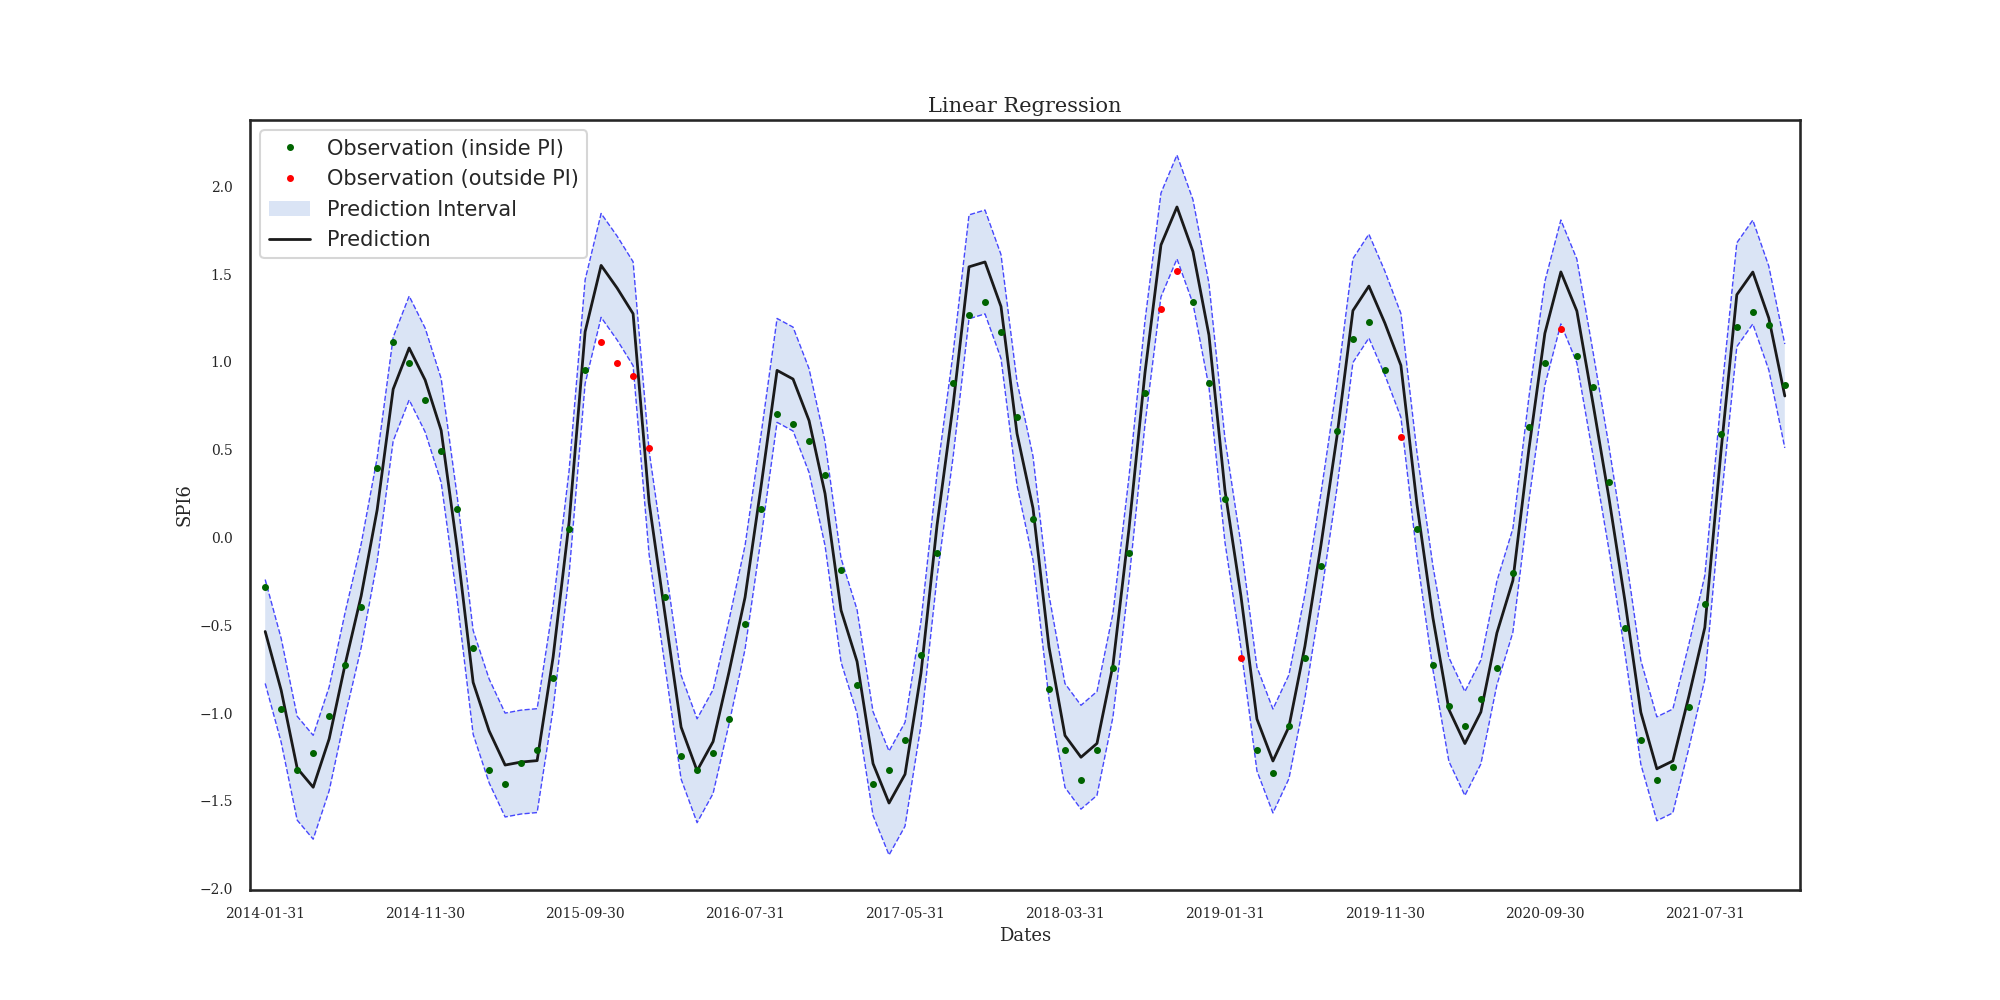 Linear Regression
Observation (inside PI)
Observation (outside PI)
Prediction Interval
Prediction
SPI6
2.0
1.5
1.0
0.5
0.0
−0.5
−1.0
−1.5
−2.0
2014-01-31 2014-11-30 2015-09-30 2016-07-31 2017-05-31 2018-03-31 2019-01-31 2019-11-30 2020-09-30 2021-07-31
Dates